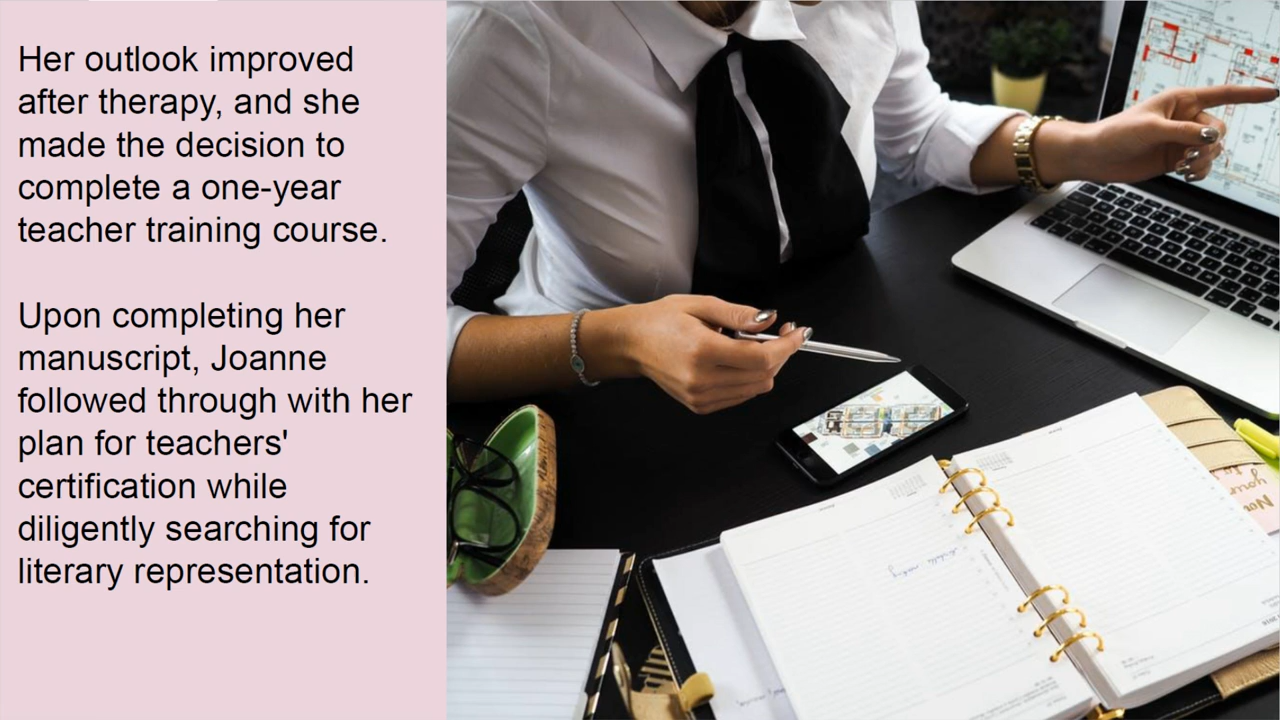 Her outlook improved
after therapy, and she
made the decision to
complete a one-year
teacher training course.
Upon completing her
manuscript, Joanne
followed through with her
plan for teachers'
certification while
diligently searching for
literary representation.